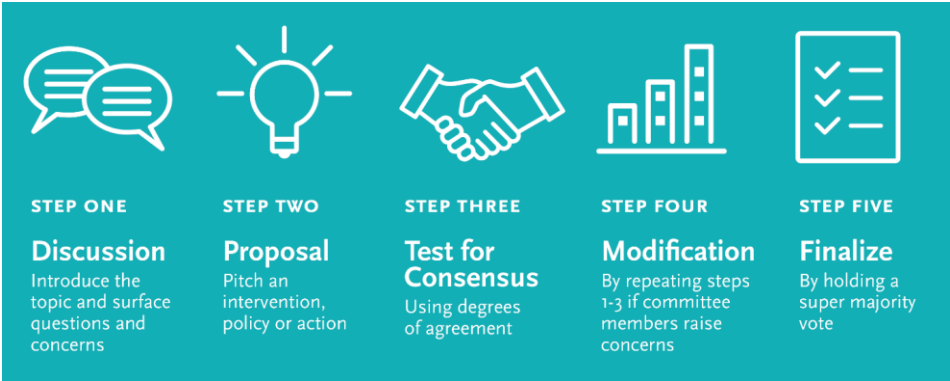 STEP ONE
Discussion
Introduce the
topic and surface
questions and
concerns
STEP TWO
Proposal
Pitch an
intervention,
policy or action
STEP THREE
Test for
Consensus
Using degrees
of agreement
STEP FOUR
Modification
By repeating steps
1-3 if committee
members raise
concerns
STEP FIVE
Finalize
By holding a
super majority
vote